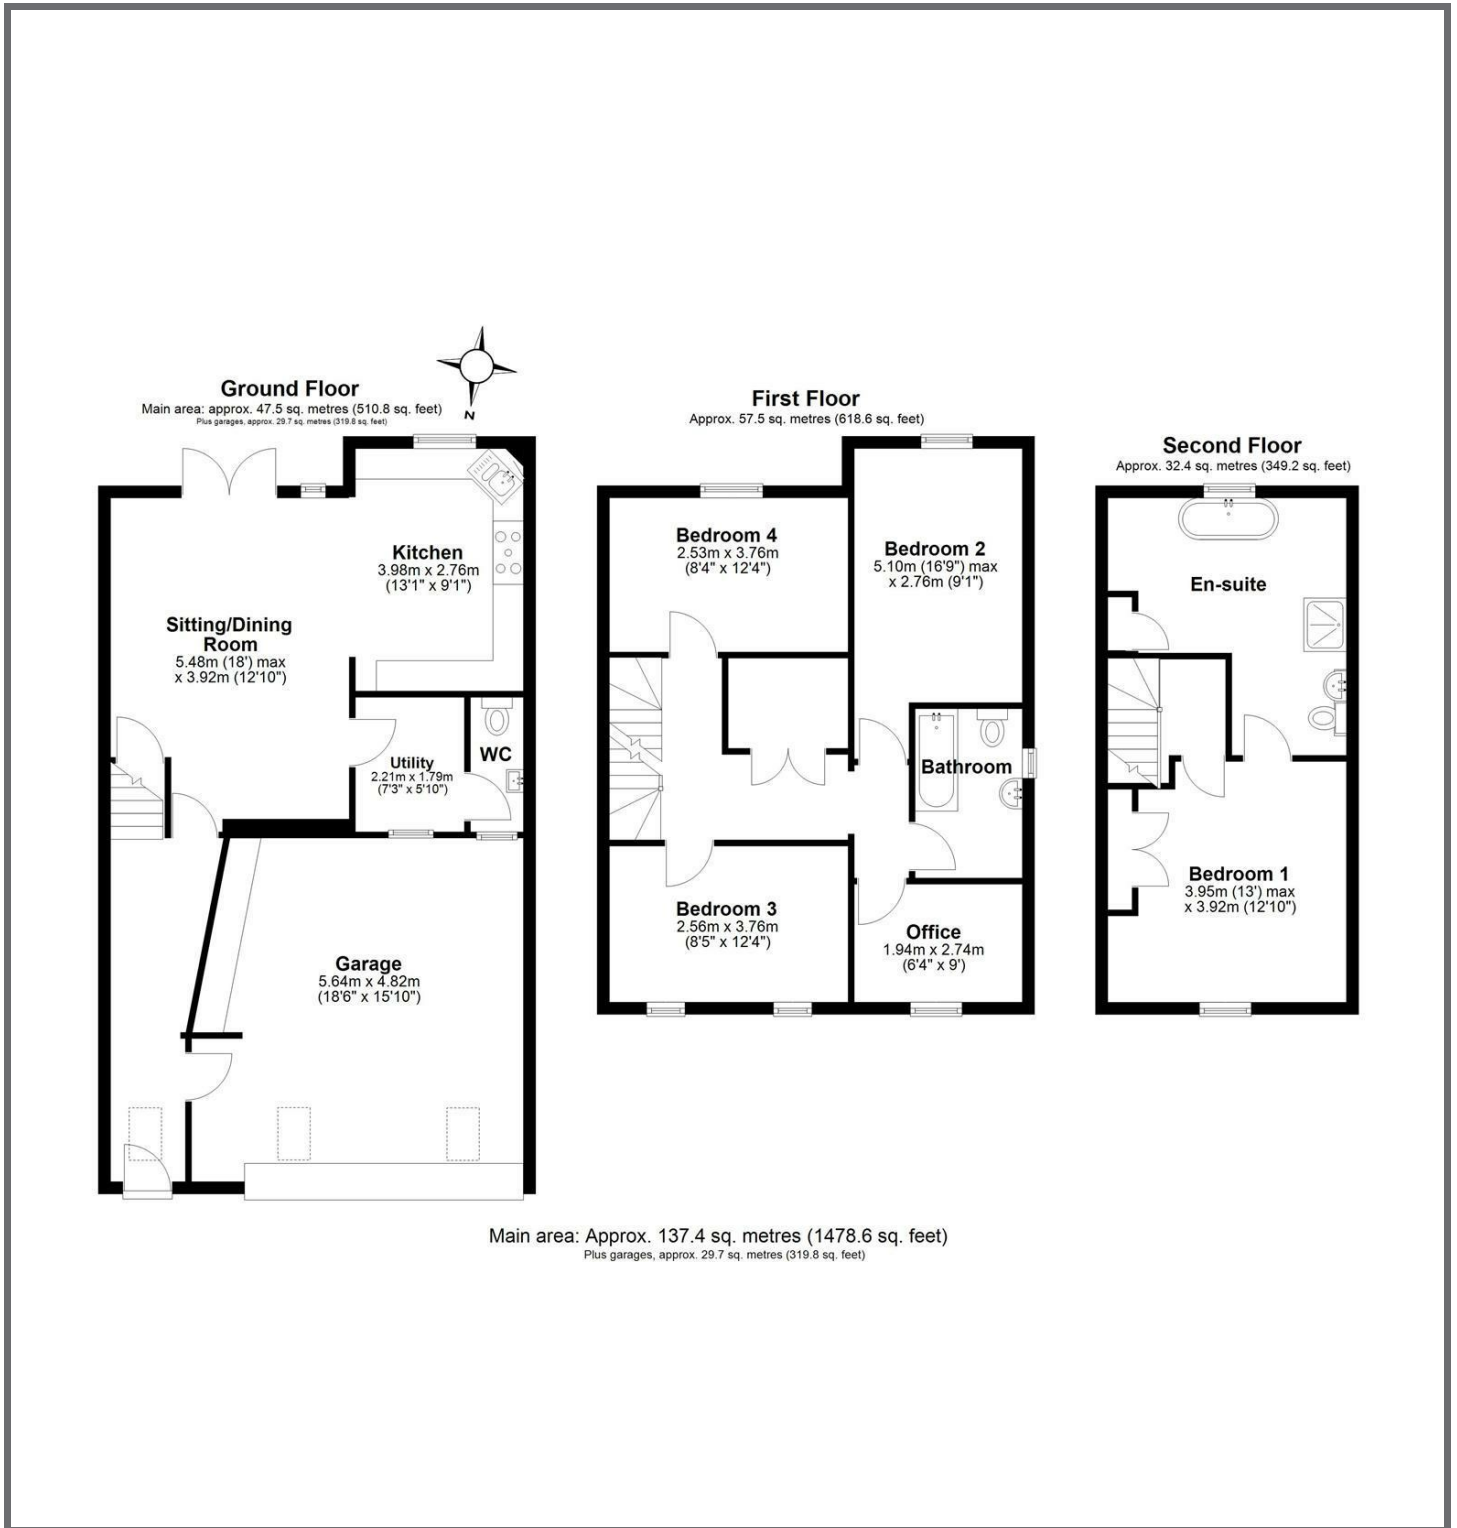 Ground Floor
Main area: approx. 47.5 sq. metres (510.8 sq. feet)
Plus garages, approx. 29.7 sq. metres (319.8 sq. feet)
N
Kitchen
3.98m x 2.76m
(13'1" x 9'1")
Sitting/Dining
Room
5.48m (18') max
x 3.92m (12'10")
Utility
2.21m x 1.79m
(7'3" x 5'10")
WC
Garage
5.64m x 4.82m
(18'6" x 15'10")
First Floor
Approx. 57.5 sq. metres (618.6 sq. feet)
Bedroom 4
2.53m x 3.76m
(8'4" x 12'4")
Bedroom 2
5.10m (16'9") max
x 2.76m (9'1")
Bathroom
Bedroom 3
2.56m x 3.76m
(8'5" x 12'4")
Office
1.94m x 2.74m
(6'4" x 9')
Second Floor
Approx. 32.4 sq. metres (349.2 sq. feet)
En-suite
Bedroom 1
3.95m (13') max
x 3.92m (12'10")
Main area: Approx. 137.4 sq. metres (1478.6 sq. feet)
Plus garages, approx. 29.7 sq. metres (319.8 sq. feet)